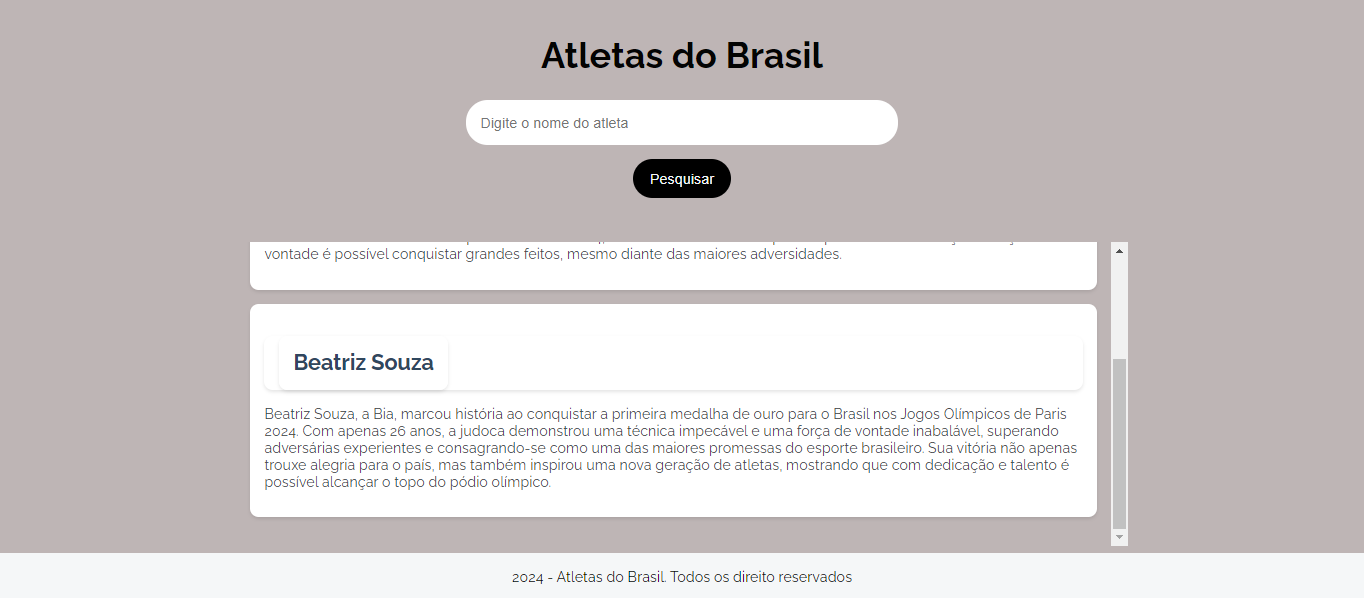 Atletas do Brasil
Digite o nome do atleta
Pesquisar
vontade é possível conquistar grandes feitos, mesmo diante das maiores adversidades.
Beatriz Souza
Beatriz Souza, a Bia, marcou história ao conquistar a primeira medalha de ouro para o Brasil nos Jogos Olímpicos de Paris
2024. Com apenas 26 anos, a judoca demonstrou uma técnica impecável e uma força de vontade inabalável, superando
adversárias experientes e consagrando-se como uma das maiores promessas do esporte brasileiro. Sua vitória não apenas
trouxe alegria para o país, mas também inspirou uma nova geração de atletas, mostrando que com dedicação e talento é
possível alcançar o topo do pódio olímpico.
2024 - Atletas do Brasil. Todos os direito reservados